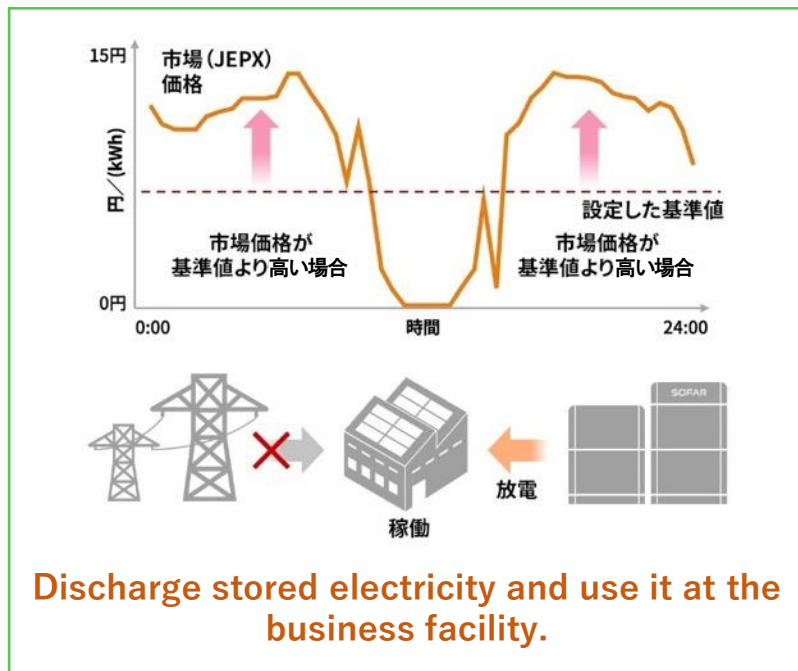 15円
市場（JEPX）
価格
円／(kWh)
設定した基準値
市場価格が
基準値より高い場合
市場価格が
基準値より高い場合
0円
0:00
時間
24:00
SOFAR
放電
稼働
Discharge stored electricity and use it at the
business facility.